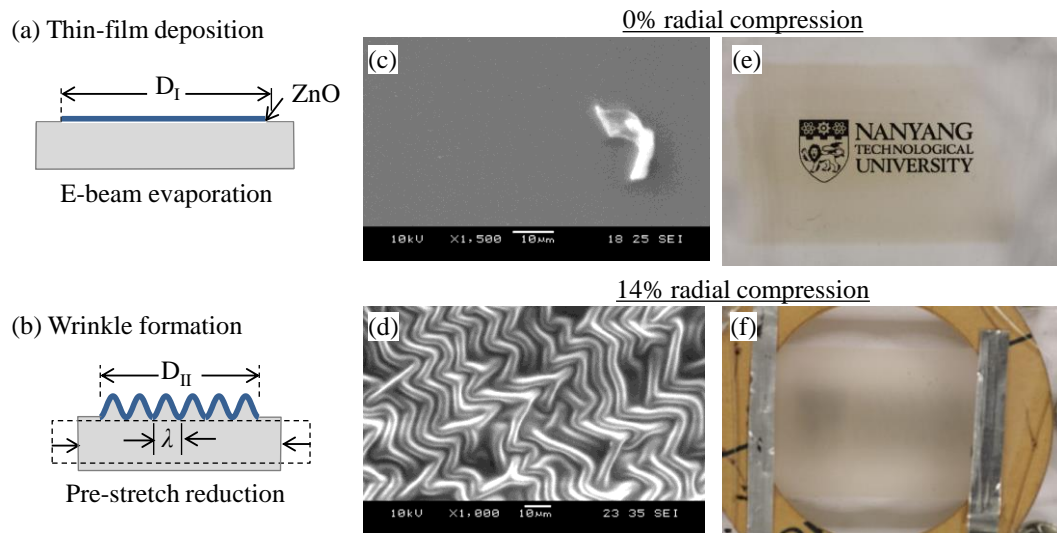 0% radial compression
(a) Thin-film deposition
D_I
ZnO
E-beam evaporation
(c)
10kV X1,500 10µm 18 25 SEI
(e)
NANYANG
TECHNOLOGICAL
UNIVERSITY
14% radial compression
(b) Wrinkle formation
D_II
λ
Pre-stretch reduction
(d)
10kV X1,000 10µm 23 35 SEI
(f)